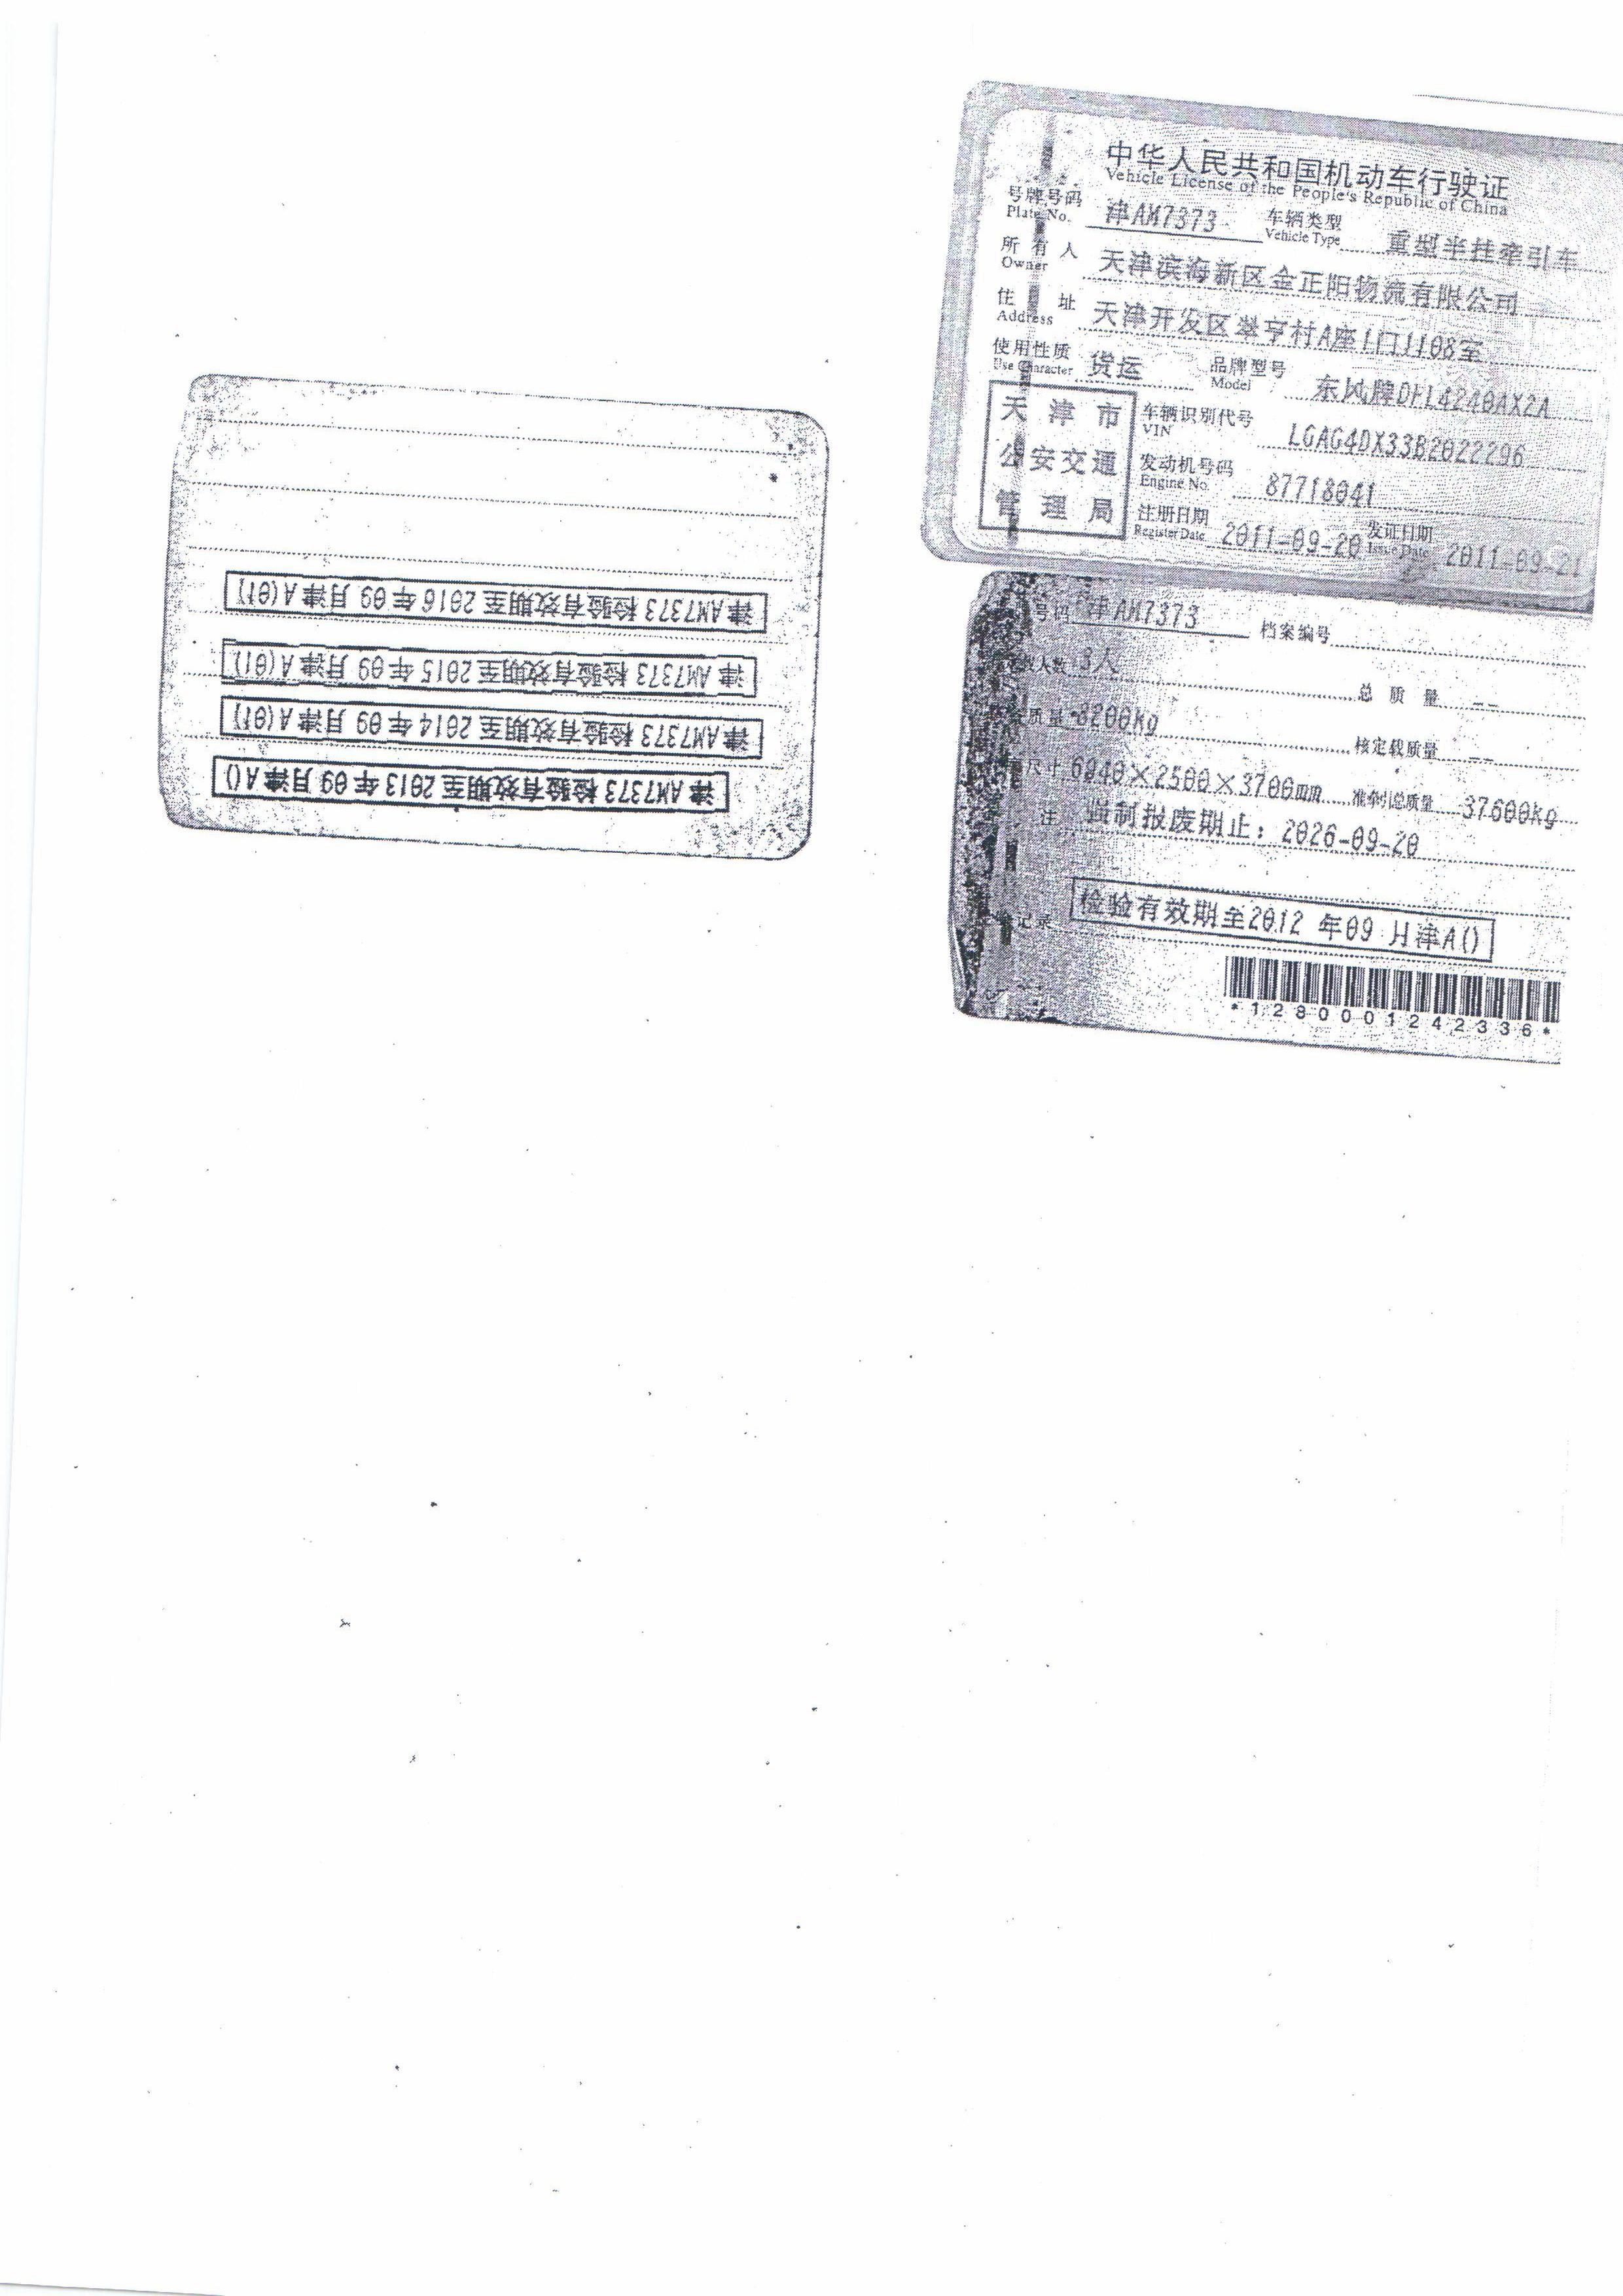 中华人民共和国机动车行驶证
Vehicle License of the People's Republic of China
号牌号码 Plate No. 津AM7373 车辆类型 Vehicle Type 重型半挂牵引车
所有人 Owner 天津滨海新区金正阳物流有限公司
住址 Address 天津开发区翠亨村A座1门1108室
使用性质 Use Character 货运 品牌型号 Model 东风牌DFL4240AX2A
天津市
公安交通
管理局
车辆识别代号 VIN LGAG4DX33B2022296
发动机号码 Engine No. 87718041
注册日期 Register Date 2011-09-20 发证日期 Issue Date 2011-09-21
号码 津AM7373 档案编号
人数 3人 总质量 --
质量 8200kg 核定载质量 --
尺寸 6940×2500×3700mm 准牵引总质量 37600kg
注 强制报废期止：2026-09-20
记录 检验有效期至2012年09月津A()
*1280001242336*
津AM7373检验有效期至2013年09月津A()
津AM7373检验有效期至2014年09月津A(01)
津AM7373检验有效期至2015年09月津A(01)
津AM7373检验有效期至2016年09月津A(01)